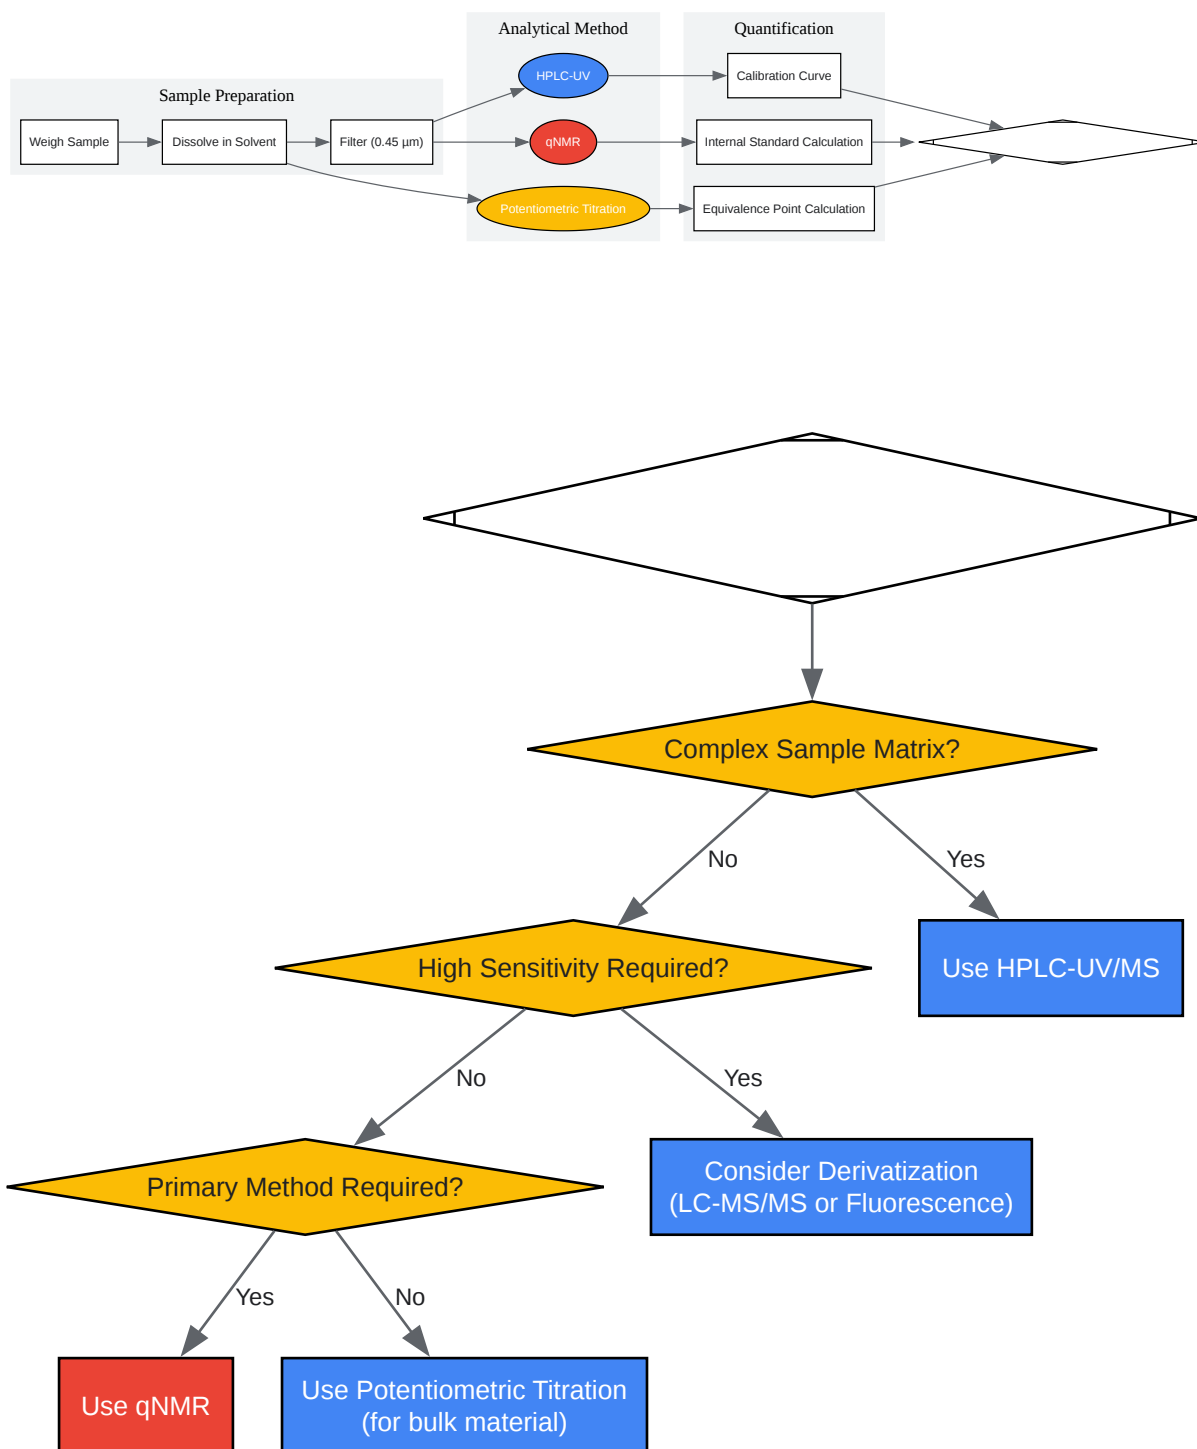 Sample Preparation
Weigh Sample
Dissolve in Solvent
Filter (0.45 µm)
Analytical Method
HPLC-UV
qNMR
Potentiometric Titration
Quantification
Calibration Curve
Internal Standard Calculation
Equivalence Point Calculation
Complex Sample Matrix?
No
Yes
High Sensitivity Required?
Use HPLC-UV/MS
No
Yes
Primary Method Required?
Consider Derivatization
(LC-MS/MS or Fluorescence)
Yes
No
Use qNMR
Use Potentiometric Titration
(for bulk material)